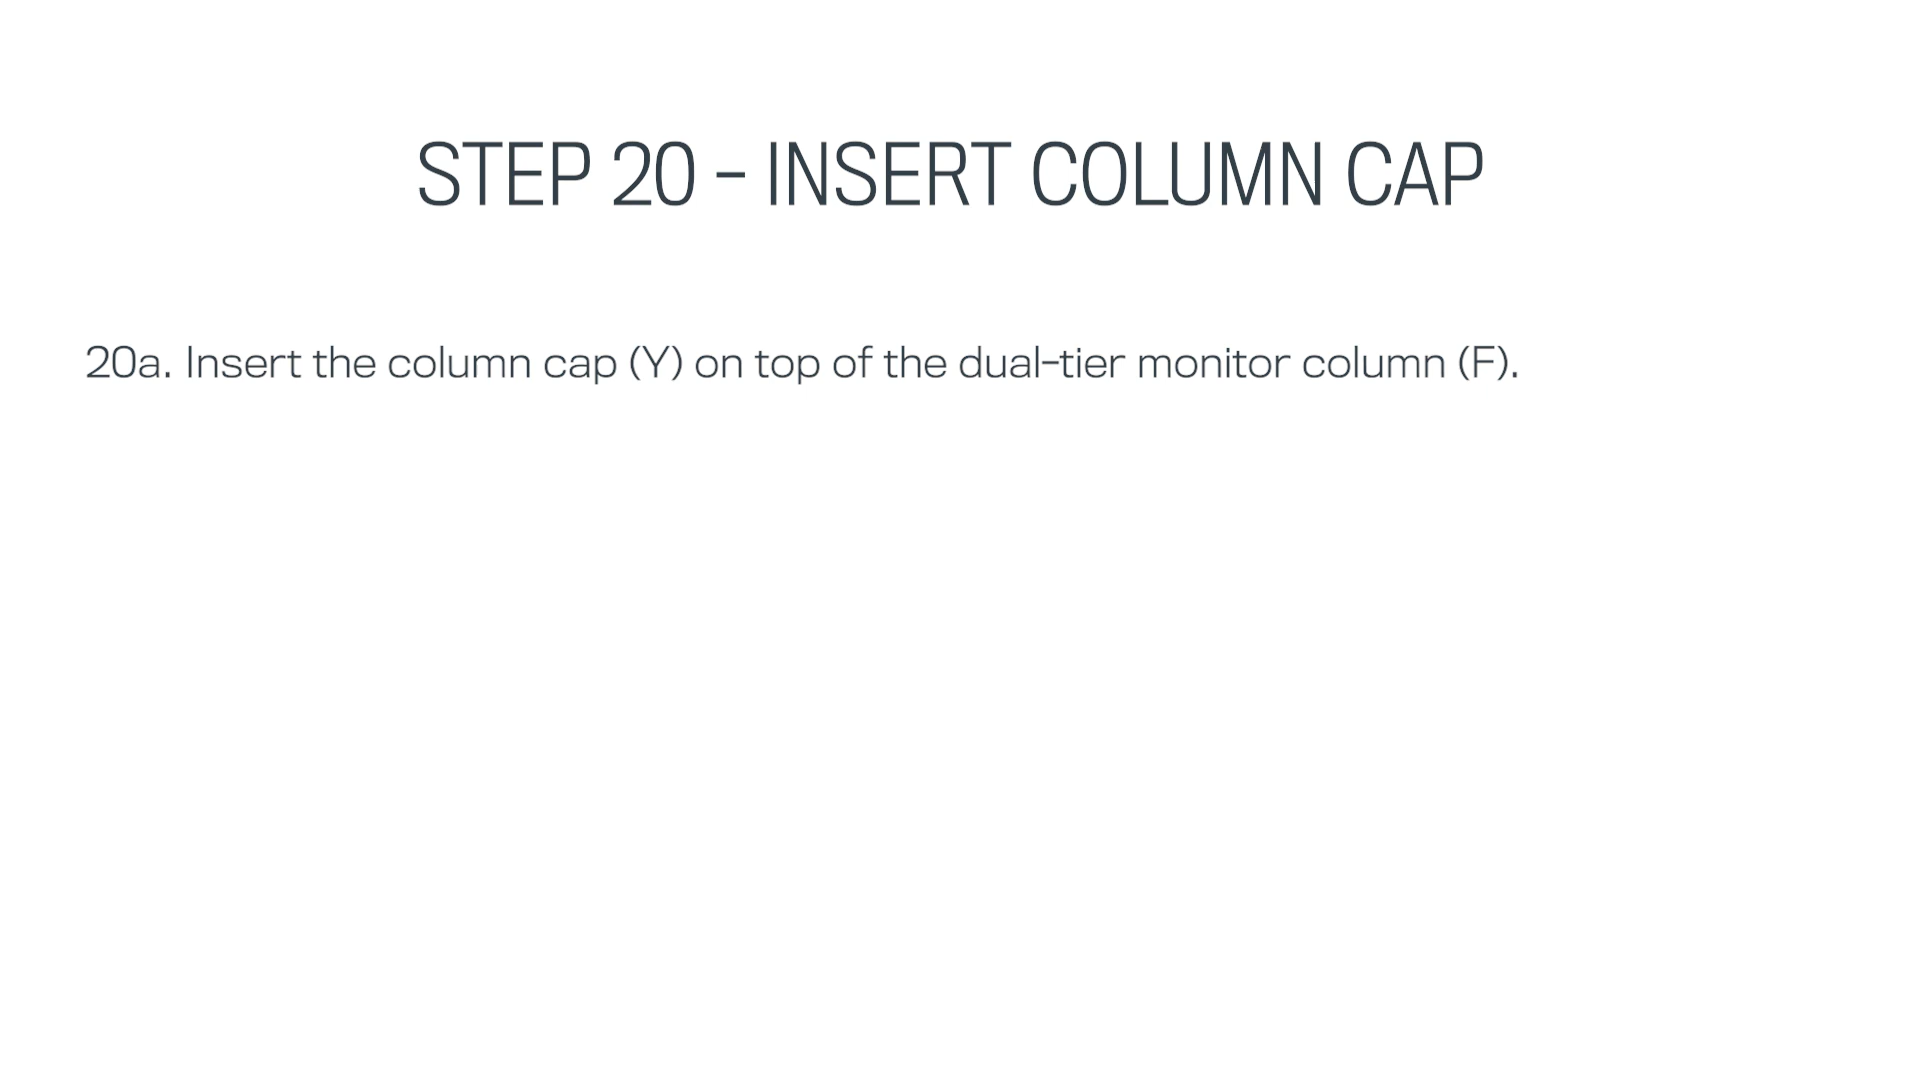 STEP 20 - INSERT COLUMN CAP
20a. Insert the column cap (Y) on top of the dual-tier monitor column (F).